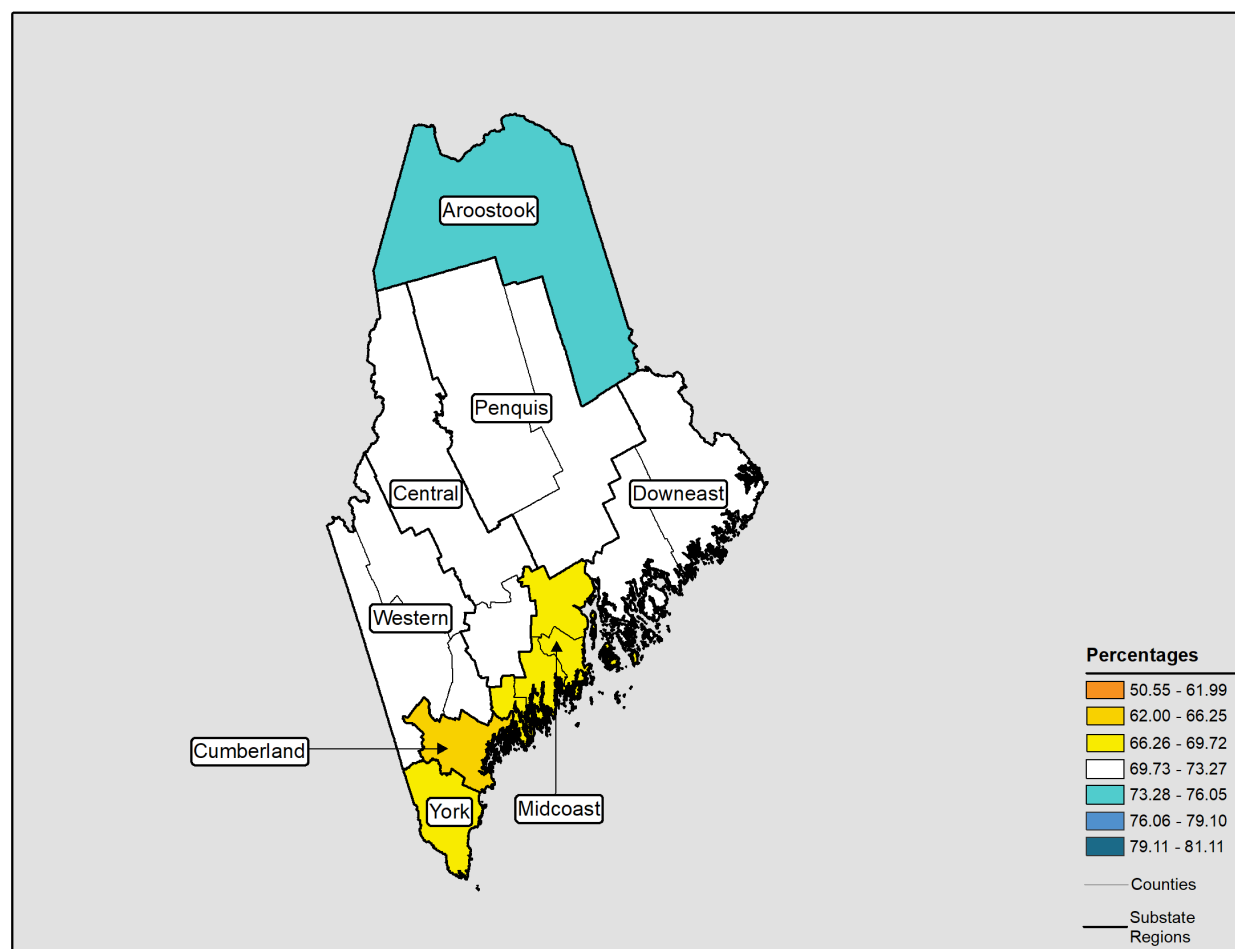 Aroostook
Penquis
Central
Downeast
Western
Cumberland
York
Midcoast
Percentages
50.55 - 61.99
62.00 - 66.25
66.26 - 69.72
69.73 - 73.27
73.28 - 76.05
76.06 - 79.10
79.11 - 81.11
Counties
Substate
Regions